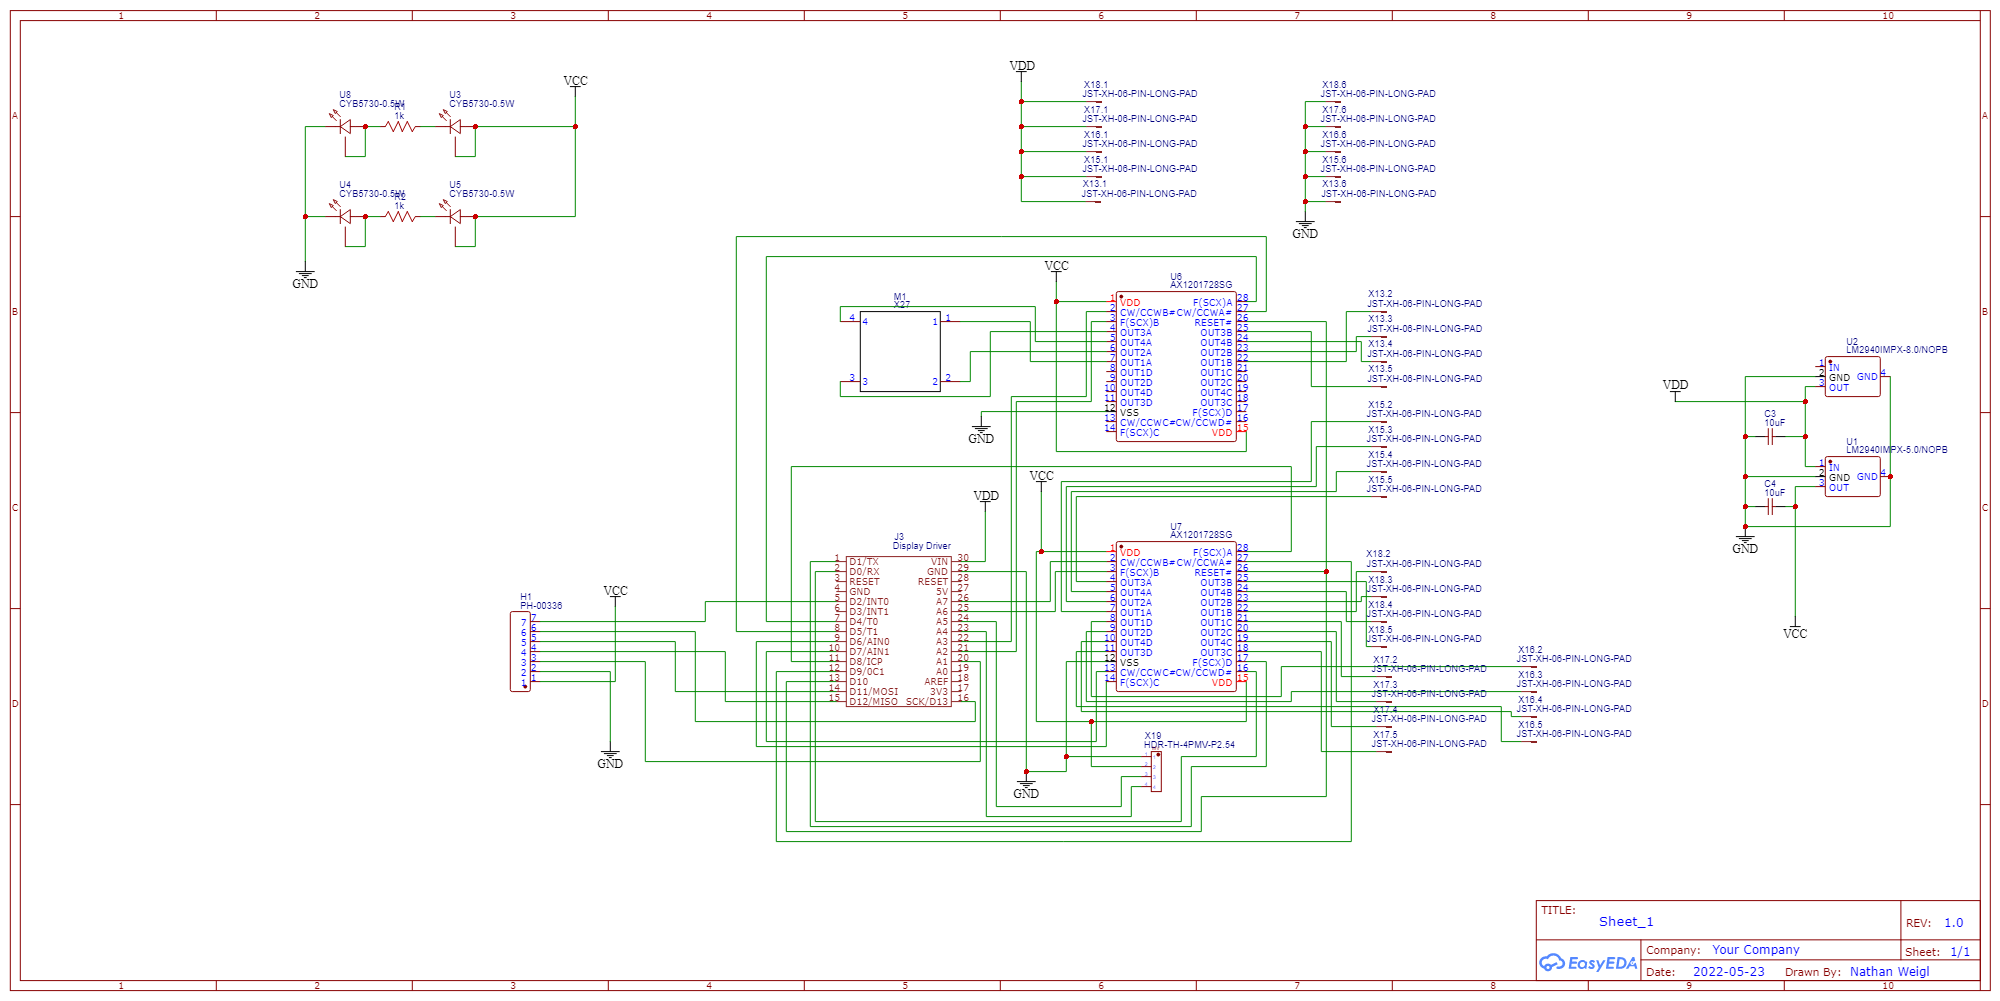 1 2 3 4 5 6 7 8 9 10
A A
B B
C C
D D
VCC
U8
CYB5730-0.5W
R1
1k
U3
CYB5730-0.5W
U4
CYB5730-0.5W
R2
1k
U5
CYB5730-0.5W
GND
VDD
X18.1
JST-XH-06-PIN-LONG-PAD
X17.1
JST-XH-06-PIN-LONG-PAD
X16.1
JST-XH-06-PIN-LONG-PAD
X15.1
JST-XH-06-PIN-LONG-PAD
X13.1
JST-XH-06-PIN-LONG-PAD
X18.6
JST-XH-06-PIN-LONG-PAD
X17.6
JST-XH-06-PIN-LONG-PAD
X16.6
JST-XH-06-PIN-LONG-PAD
X15.6
JST-XH-06-PIN-LONG-PAD
X13.6
JST-XH-06-PIN-LONG-PAD
GND
M1
X27
4 4 1 1
3 3 2 2
VCC
U6
AX1201728SG
1 VDD F(SCX)A 28
2 CW/CCWB# CW/CCWA# 27
3 F(SCX)B RESET# 26
4 OUT3A OUT3B 25
5 OUT4A OUT4B 24
6 OUT2A OUT2B 23
7 OUT1A OUT1B 22
8 OUT1D OUT1C 21
9 OUT2D OUT2C 20
10 OUT4D OUT4C 19
11 OUT3D OUT3C 18
12 VSS F(SCX)D 17
13 CW/CCWC# CW/CCWD# 16
14 F(SCX)C VDD 15
GND
X13.2
JST-XH-06-PIN-LONG-PAD
X13.3
JST-XH-06-PIN-LONG-PAD
X13.4
JST-XH-06-PIN-LONG-PAD
X13.5
JST-XH-06-PIN-LONG-PAD
X15.2
JST-XH-06-PIN-LONG-PAD
X15.3
JST-XH-06-PIN-LONG-PAD
X15.4
JST-XH-06-PIN-LONG-PAD
X15.5
JST-XH-06-PIN-LONG-PAD
U2
LM2940IMPX-8.0/NOPB
1 IN
2 GND GND 4
3 OUT
VDD
C3
10uF
U1
LM2940IMPX-5.0/NOPB
1 IN
2 GND GND 4
3 OUT
C4
10uF
GND
VCC
VCC
VDD
U7
AX1201728SG
1 VDD F(SCX)A 28
2 CW/CCWB# CW/CCWA# 27
3 F(SCX)B RESET# 26
4 OUT3A OUT3B 25
5 OUT4A OUT4B 24
6 OUT2A OUT2B 23
7 OUT1A OUT1B 22
8 OUT1D OUT1C 21
9 OUT2D OUT2C 20
10 OUT4D OUT4C 19
11 OUT3D OUT3C 18
12 VSS F(SCX)D 17
13 CW/CCWC# CW/CCWD# 16
14 F(SCX)C VDD 15
J3
Display Driver
1 D1/TX VIN 30
2 D0/RX GND 29
3 RESET RESET 28
4 GND 5V 27
5 D2/INT0 A7 26
6 D3/INT1 A6 25
7 D4/T0 A5 24
8 D5/T1 A4 23
9 D6/AIN0 A3 22
10 D7/AIN1 A2 21
11 D8/ICP A1 20
12 D9/0C1 A0 19
13 D10 AREF 18
14 D11/MOSI 3V3 17
15 D12/MISO SCK/D13 16
H1
PH-00336
7 7
6 6
5 5
4 4
3 3
2 2
1 1
VCC
GND
X18.2
JST-XH-06-PIN-LONG-PAD
X18.3
JST-XH-06-PIN-LONG-PAD
X18.4
JST-XH-06-PIN-LONG-PAD
X18.5
JST-XH-06-PIN-LONG-PAD
X17.2
JST-XH-06-PIN-LONG-PAD
X17.3
JST-XH-06-PIN-LONG-PAD
X17.4
JST-XH-06-PIN-LONG-PAD
X17.5
JST-XH-06-PIN-LONG-PAD
X16.2
JST-XH-06-PIN-LONG-PAD
X16.3
JST-XH-06-PIN-LONG-PAD
X16.4
JST-XH-06-PIN-LONG-PAD
X16.5
JST-XH-06-PIN-LONG-PAD
X19
HDR-TH-4PMV-P2.54
GND
TITLE:
Sheet_1
REV: 1.0
EasyEDA
Company: Your Company
Sheet: 1/1
Date: 2022-05-23 Drawn By: Nathan Weigl
1 2 3 4 5 6 7 8 9 10